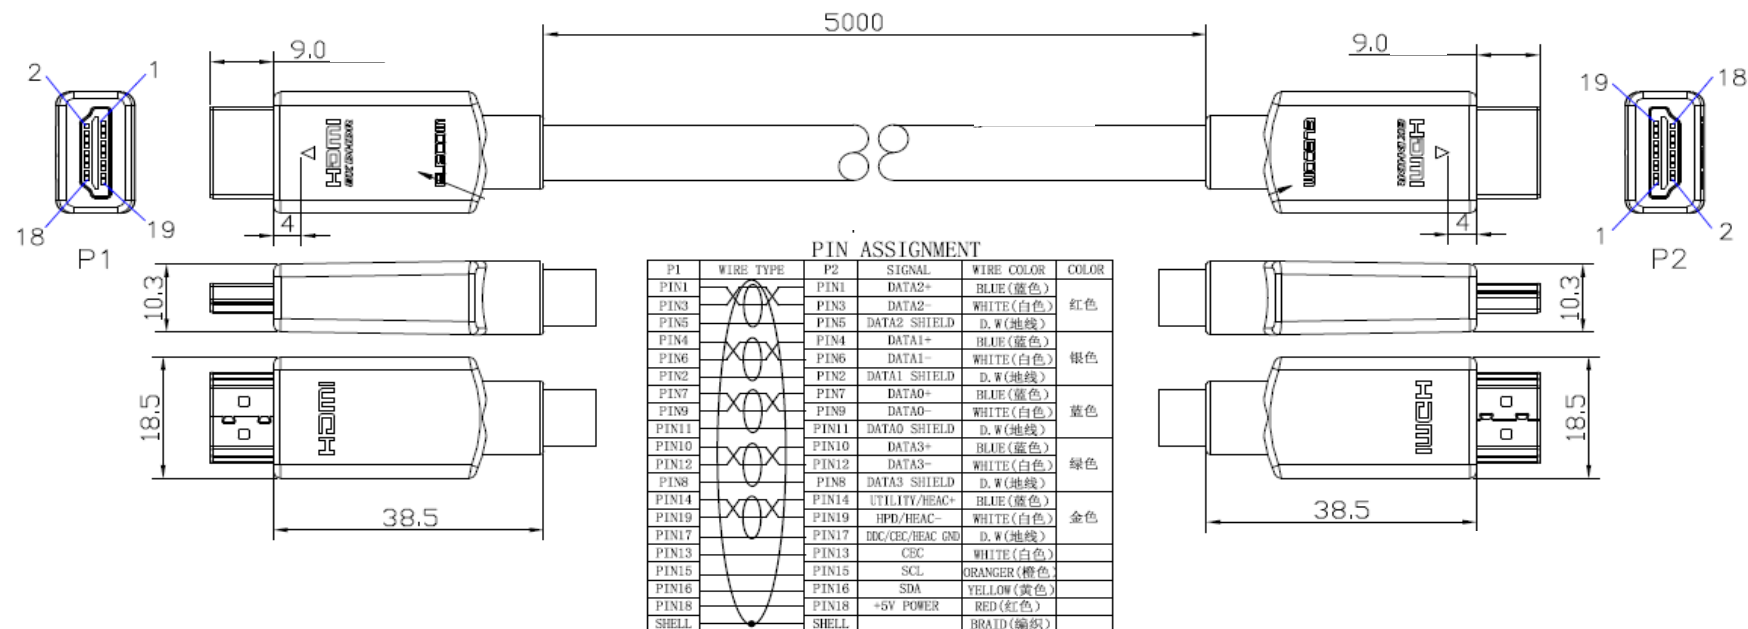 5000
9.0
9.0
2
1
19
18
HDMI
ELECOM
ELECOM
HDMI
4
4
18
19
1
2
P1
P2
PIN ASSIGNMENT
P1 WIRE TYPE P2 SIGNAL WIRE COLOR COLOR
PIN1 PIN1 DATA2+ BLUE(蓝色)
PIN3 PIN3 DATA2- WHITE(白色) 红色
PIN5 PIN5 DATA2 SHIELD D.W(地线)
PIN4 PIN4 DATA1+ BLUE(蓝色)
PIN6 PIN6 DATA1- WHITE(白色) 银色
PIN2 PIN2 DATA1 SHIELD D.W(地线)
PIN7 PIN7 DATA0+ BLUE(蓝色)
PIN9 PIN9 DATA0- WHITE(白色) 蓝色
PIN11 PIN11 DATA0 SHIELD D.W(地线)
PIN10 PIN10 DATA3+ BLUE(蓝色)
PIN12 PIN12 DATA3- WHITE(白色) 绿色
PIN8 PIN8 DATA3 SHIELD D.W(地线)
PIN14 PIN14 UTILITY/HEAC+ BLUE(蓝色)
PIN19 PIN19 HPD/HEAC- WHITE(白色) 金色
PIN17 PIN17 DDC/CEC/HEAC GND D.W(地线)
PIN13 PIN13 CEC WHITE(白色)
PIN15 PIN15 SCL ORANGER(橙色
PIN16 PIN16 SDA YELLOW(黄色)
PIN18 PIN18 +5V POWER RED(红色)
SHELL SHELL BRAID(编织)
10.3
10.3
18.5
HDMI
HDMI
18.5
38.5
38.5